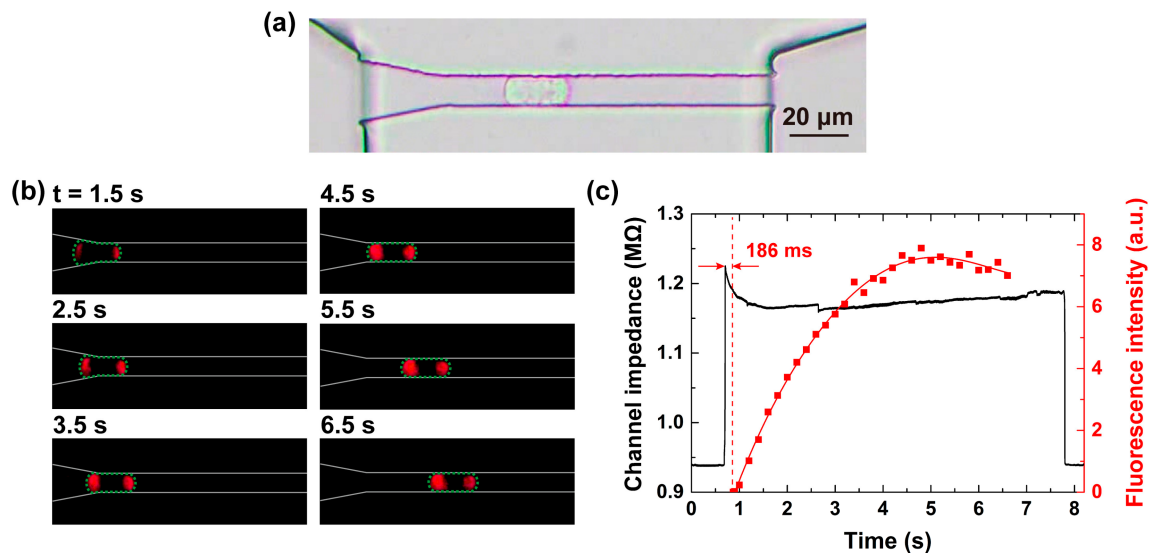 (a)
20 μm
(b)
t = 1.5 s
4.5 s
2.5 s
5.5 s
3.5 s
6.5 s
(c)
Channel impedance (MΩ)
1.3
1.2
1.1
1.0
0.9
186 ms
8
6
4
2
0
Fluorescence intensity (a.u.)
0 1 2 3 4 5 6 7 8
Time (s)